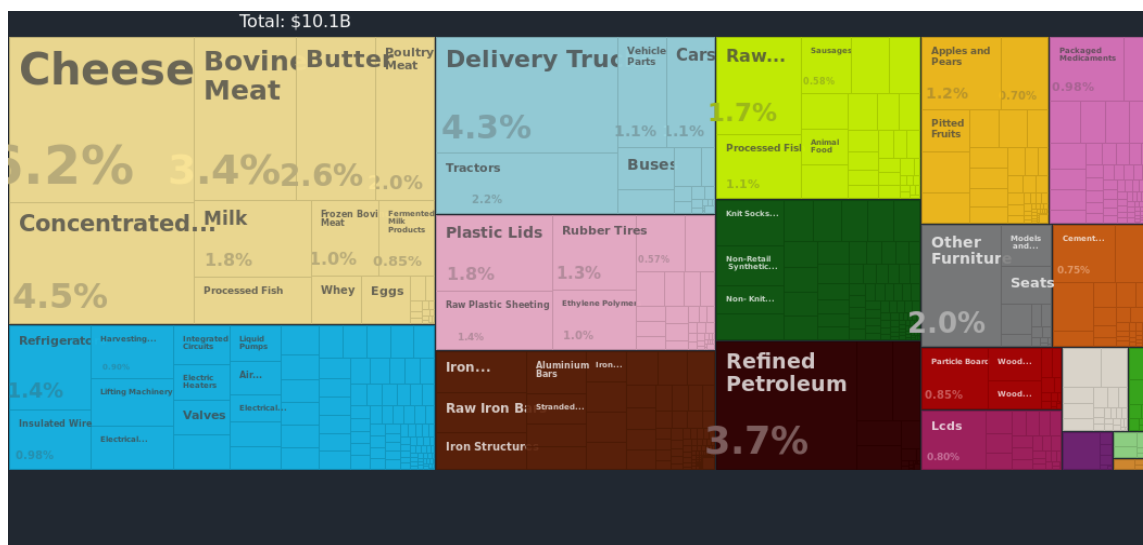 Total: $10.1B
Cheese
Bovine
Meat
3.4%
Butter
2.6%
Poultry
Meat
2.0%
Concentrated...
4.5%
Milk
1.8%
Frozen Bovi
Meat
1.0%
Fermented
Milk
Products
0.85%
Processed Fish
Whey
Eggs
Delivery Truc
4.3%
Vehicle
Parts
1.1%
Cars
1.1%
Tractors
2.2%
Buses
Plastic Lids
1.8%
Rubber Tires
1.3%
0.57%
Raw Plastic Sheeting
1.4%
Ethylene Polymer
1.0%
Iron...
Aluminium
Bars
Iron...
Raw Iron Ba
Stranded...
Iron Structure
Refrigerato
1.4%
Harvesting...
0.90%
Integrated
Circuits
Liquid
Pumps
Lifting Machinery
Electric
Heaters
Air...
Insulated Wire
0.98%
Electrical...
Valves
Electrical...
Raw...
1.7%
Sausages
0.58%
Processed Fish
1.1%
Animal
Food
Knit Socks...
Non-Retail
Synthetic...
Non- Knit...
Refined
Petroleum
3.7%
Apples and
Pears
1.2%
0.70%
Pitted
Fruits
Packaged
Medicaments
0.98%
Other
Furniture
2.0%
Models
and...
Seats
Cement...
0.75%
Particle Board
0.85%
Wood...
Wood...
Lcds
0.80%